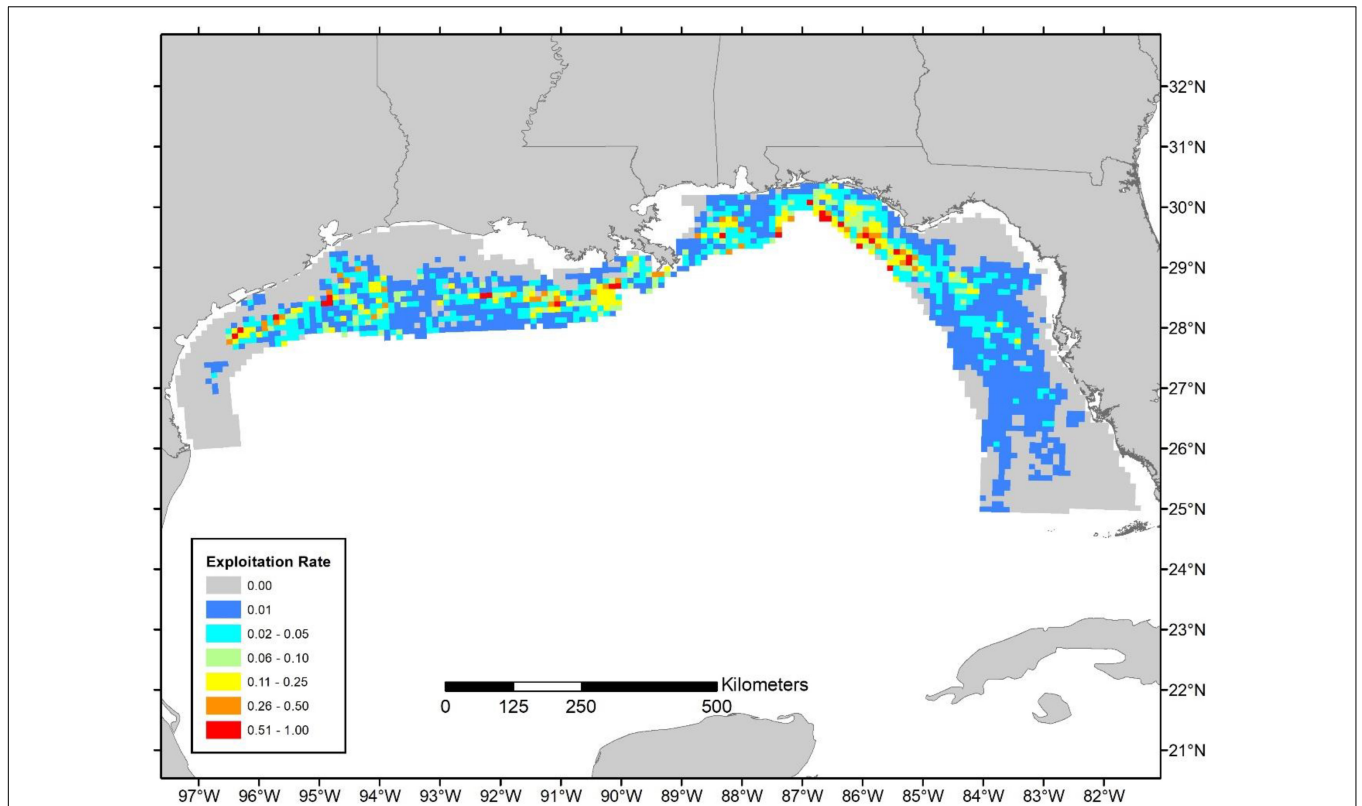 32°N
31°N
30°N
29°N
28°N
27°N
26°N
25°N
24°N
23°N
22°N
21°N
Exploitation Rate
0.00
0.01
0.02 - 0.05
0.06 - 0.10
0.11 - 0.25
0.26 - 0.50
0.51 - 1.00
Kilometers
0 125 250 500
97°W 96°W 95°W 94°W 93°W 92°W 91°W 90°W 89°W 88°W 87°W 86°W 85°W 84°W 83°W 82°W